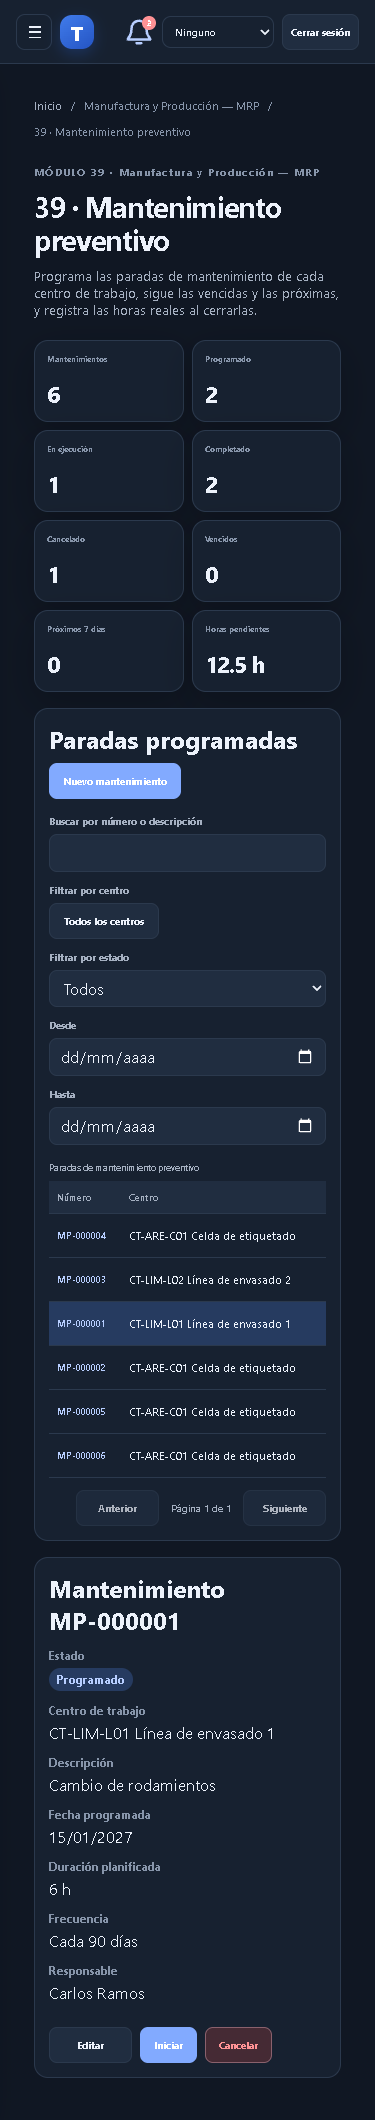 ☰ T 2 Ninguno Cerrar sesión
Inicio / Manufactura y Producción — MRP /
39 · Mantenimiento preventivo
MÓDULO 39 · Manufactura y Producción — MRP
39 · Mantenimiento
preventivo
Programa las paradas de mantenimiento de cada
centro de trabajo, sigue las vencidas y las próximas,
y registra las horas reales al cerrarlas.
Mantenimientos
6
Programado
2
En ejecución
1
Completado
2
Cancelado
1
Vencidos
0
Próximos 7 días
0
Horas pendientes
12.5 h
Paradas programadas
Nuevo mantenimiento
Buscar por número o descripción
Filtrar por centro
Todos los centros
Filtrar por estado
Todos
Desde
dd/mm/aaaa
Hasta
dd/mm/aaaa
Paradas de mantenimiento preventivo
Número Centro
MP-000004 CT-ARE-C01 Celda de etiquetado
MP-000003 CT-LIM-L02 Línea de envasado 2
MP-000001 CT-LIM-L01 Línea de envasado 1
MP-000002 CT-ARE-C01 Celda de etiquetado
MP-000005 CT-ARE-C01 Celda de etiquetado
MP-000006 CT-ARE-C01 Celda de etiquetado
Anterior Página 1 de 1 Siguiente
Mantenimiento
MP-000001
Estado
Programado
Centro de trabajo
CT-LIM-L01 Línea de envasado 1
Descripción
Cambio de rodamientos
Fecha programada
15/01/2027
Duración planificada
6 h
Frecuencia
Cada 90 días
Responsable
Carlos Ramos
Editar Iniciar Cancelar